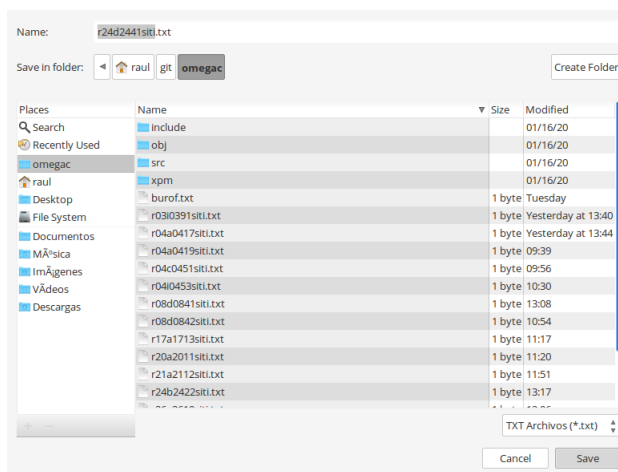 Name: r24d2441siti.txt
Save in folder: raul git omegac Create Folder
Places Name Size Modified
Search include 01/16/20
Recently Used obj 01/16/20
omegac src 01/16/20
raul xpm 01/16/20
Desktop burof.txt 1 byte Tuesday
File System r03i0391siti.txt 1 byte Yesterday at 13:40
Documentos r04a0417siti.txt 1 byte Yesterday at 13:44
MÃºsica r04a0419siti.txt 1 byte 09:39
ImÃ¡genes r04c0451siti.txt 1 byte 09:56
VÃ­deos r04i0453siti.txt 1 byte 10:30
Descargas r08d0841siti.txt 1 byte 13:08
r08d0842siti.txt 1 byte 10:54
r17a1713siti.txt 1 byte 11:17
r20a2011siti.txt 1 byte 11:20
r21a2112siti.txt 1 byte 11:51
r24b2422siti.txt 1 byte 13:17
TXT Archivos (*.txt)
Cancel Save